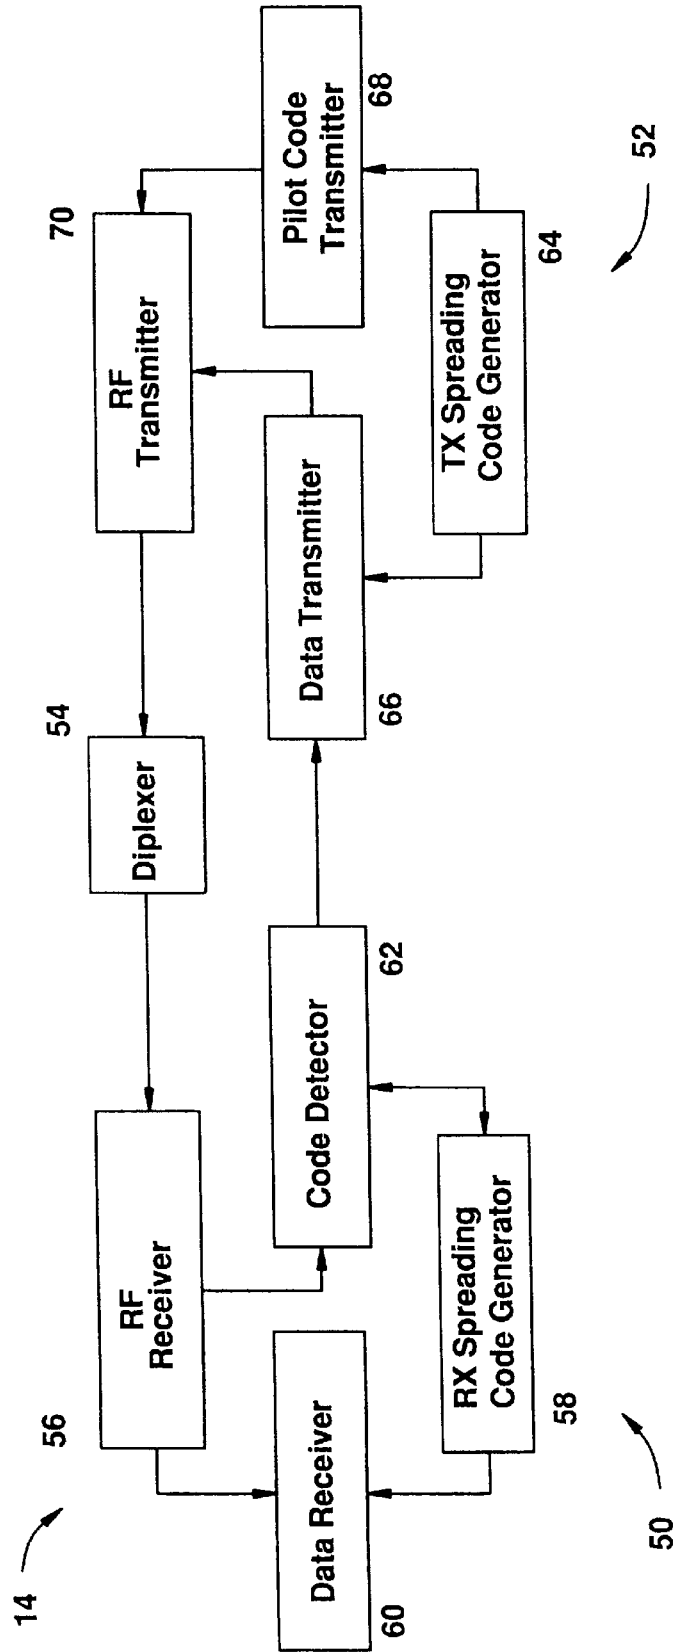 14
56
RF
Receiver
54
Diplexer
70
RF
Transmitter
Data Receiver
60
Code Detector
62
Data Transmitter
66
Pilot Code
Transmitter
68
RX Spreading
Code Generator
58
TX Spreading
Code Generator
64
50
52